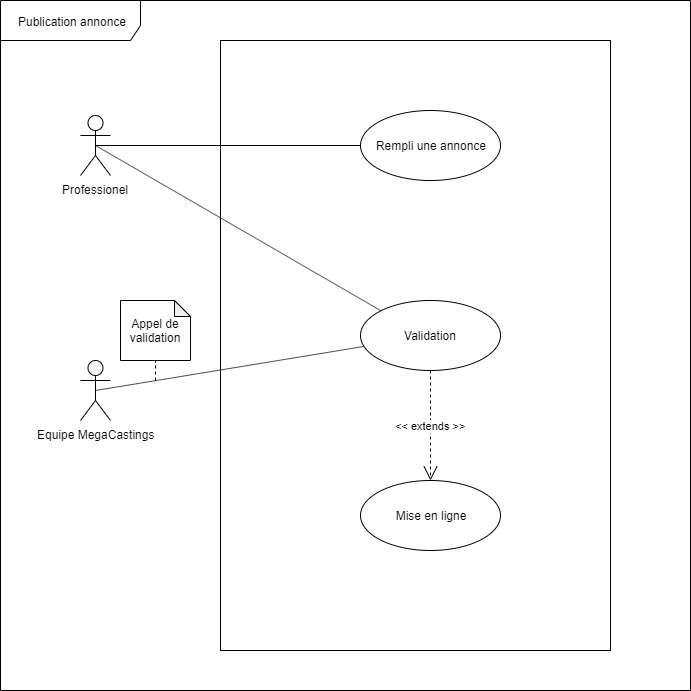 Publication annonce
Rempli une annonce
Professionel
Appel de
validation
Validation
Equipe MegaCastings
<< extends >>
Mise en ligne